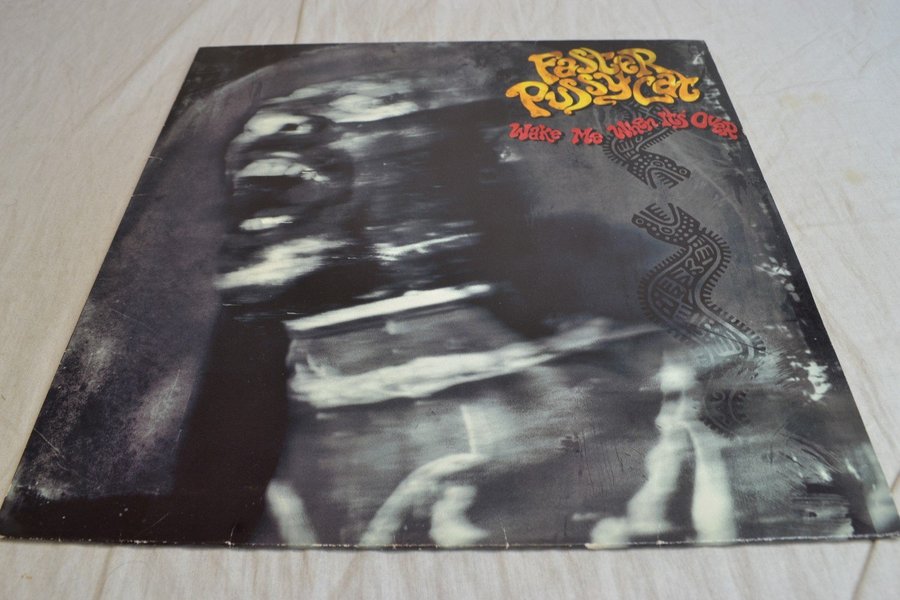 Faster
Pussycat
Wake Me When It's Over